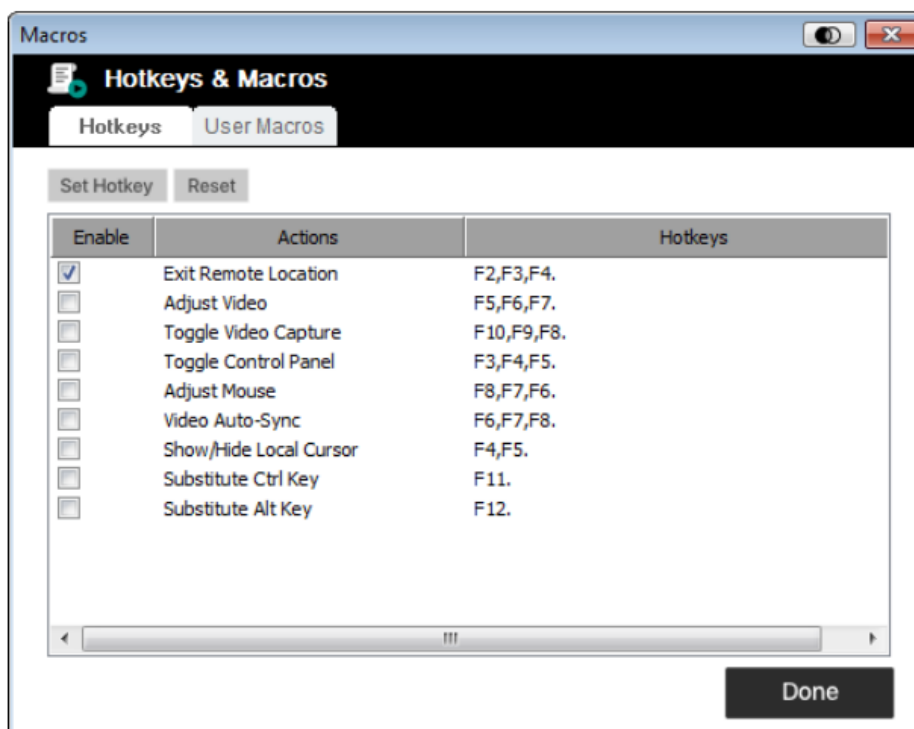 Macros
Hotkeys & Macros
Hotkeys User Macros
Set Hotkey Reset
Enable Actions Hotkeys
Exit Remote Location F2,F3,F4.
Adjust Video F5,F6,F7.
Toggle Video Capture F10,F9,F8.
Toggle Control Panel F3,F4,F5.
Adjust Mouse F8,F7,F6.
Video Auto-Sync F6,F7,F8.
Show/Hide Local Cursor F4,F5.
Substitute Ctrl Key F11.
Substitute Alt Key F12.
Done